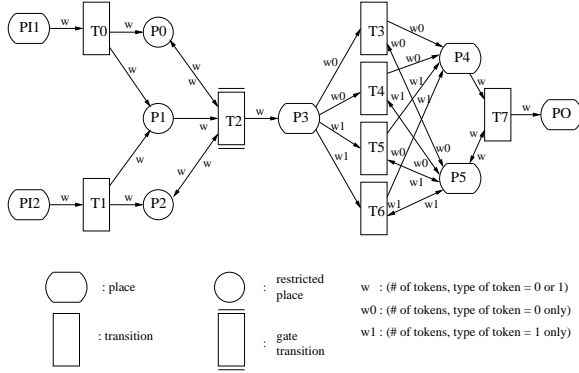 PI1
w
T0
w
P0
w
w
w
P1
w
T2
w
P3
w
w
w
PI2
w
T1
w
P2
T3
w0
w0
P4
w0
w0
w0
T4
w1
w1
w
w1
T5
w0
w0
w
T7
w
PO
w1
w1
P5
w
T6
w1
w1
: place
: restricted place
w : (# of tokens, type of token = 0 or 1)
w0 : (# of tokens, type of token = 0 only)
w1 : (# of tokens, type of token = 1 only)
: transition
: gate transition